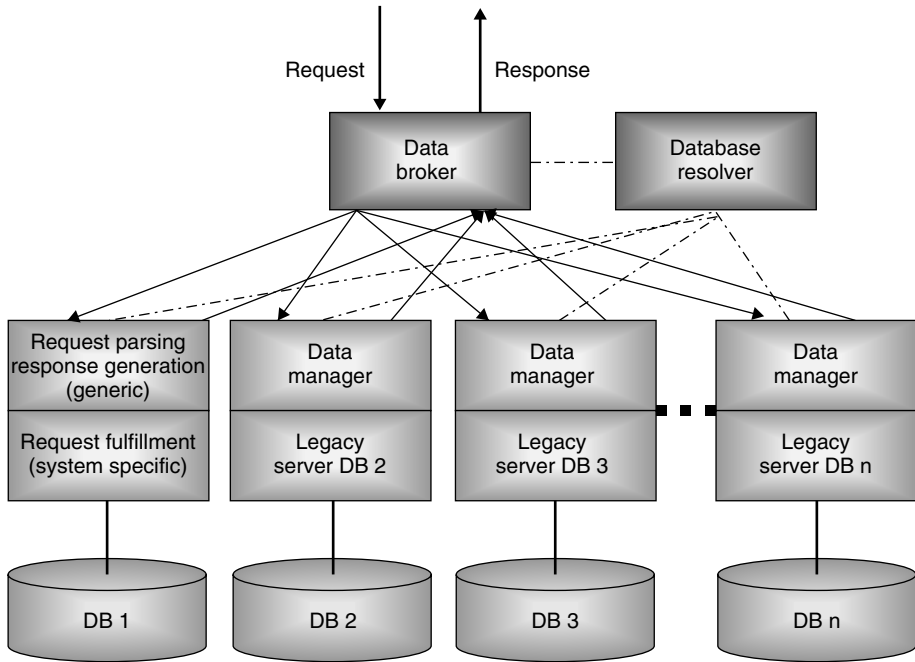 Request
Response
Data
broker
Database
resolver
Request parsing
response generation
(generic)
Request fulfillment
(system specific)
Data
manager
Legacy
server DB 2
Data
manager
Legacy
server DB 3
Data
manager
Legacy
server DB n
DB 1
DB 2
DB 3
DB n